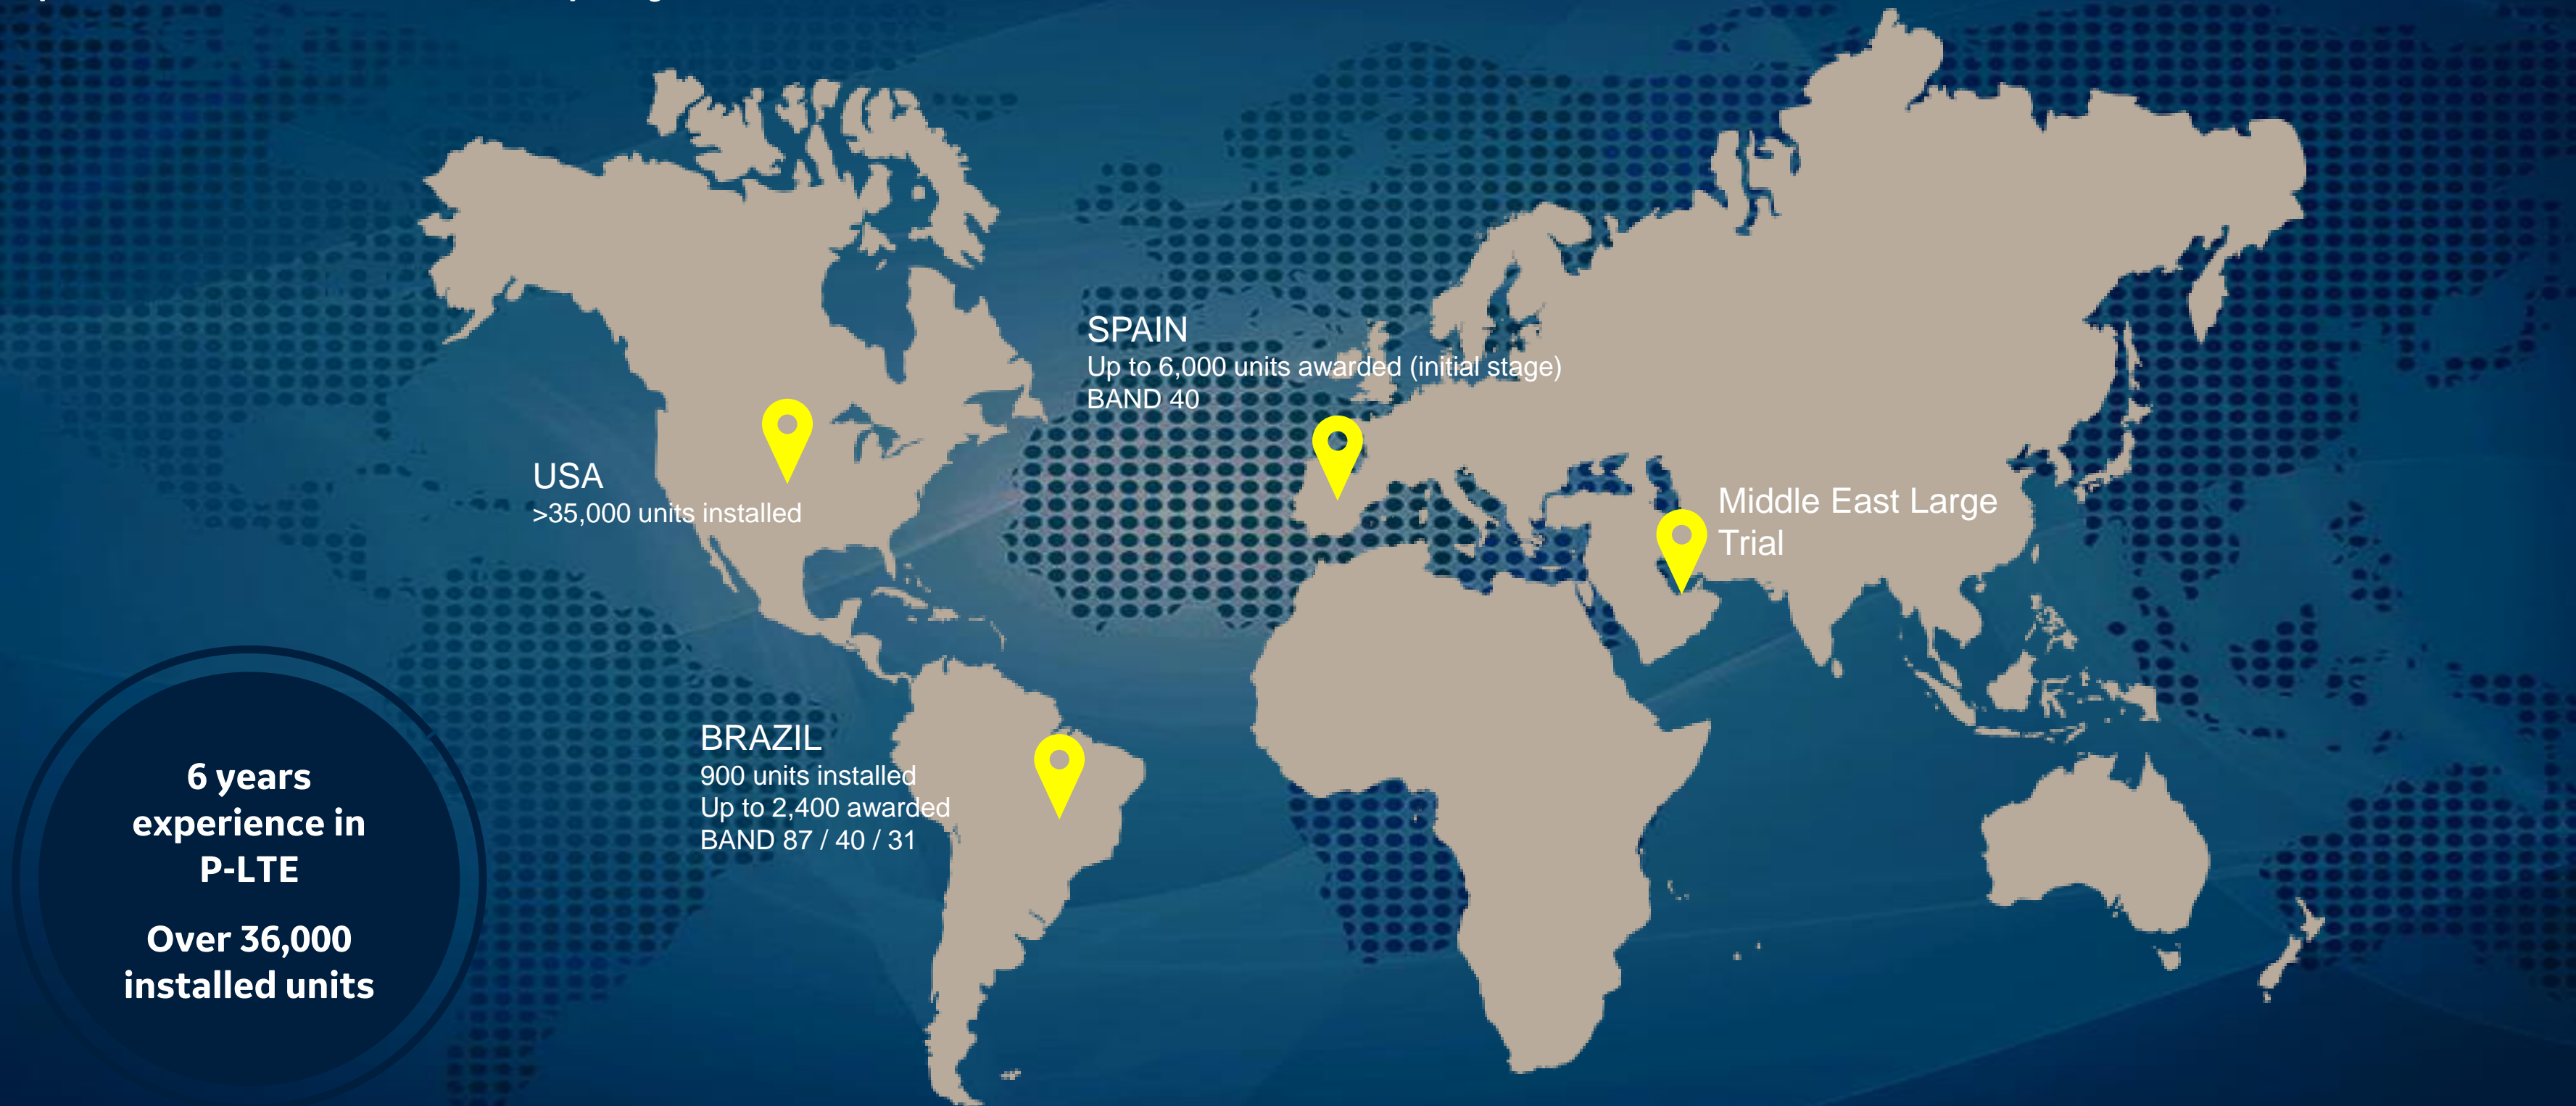 SPAIN
Up to 6,000 units awarded (initial stage)
BAND 40
USA
>35,000 units installed
Middle East Large
Trial
BRAZIL
900 units installed
Up to 2,400 awarded
BAND 87 / 40 / 31
6 years
experience in
P-LTE
Over 36,000
installed units